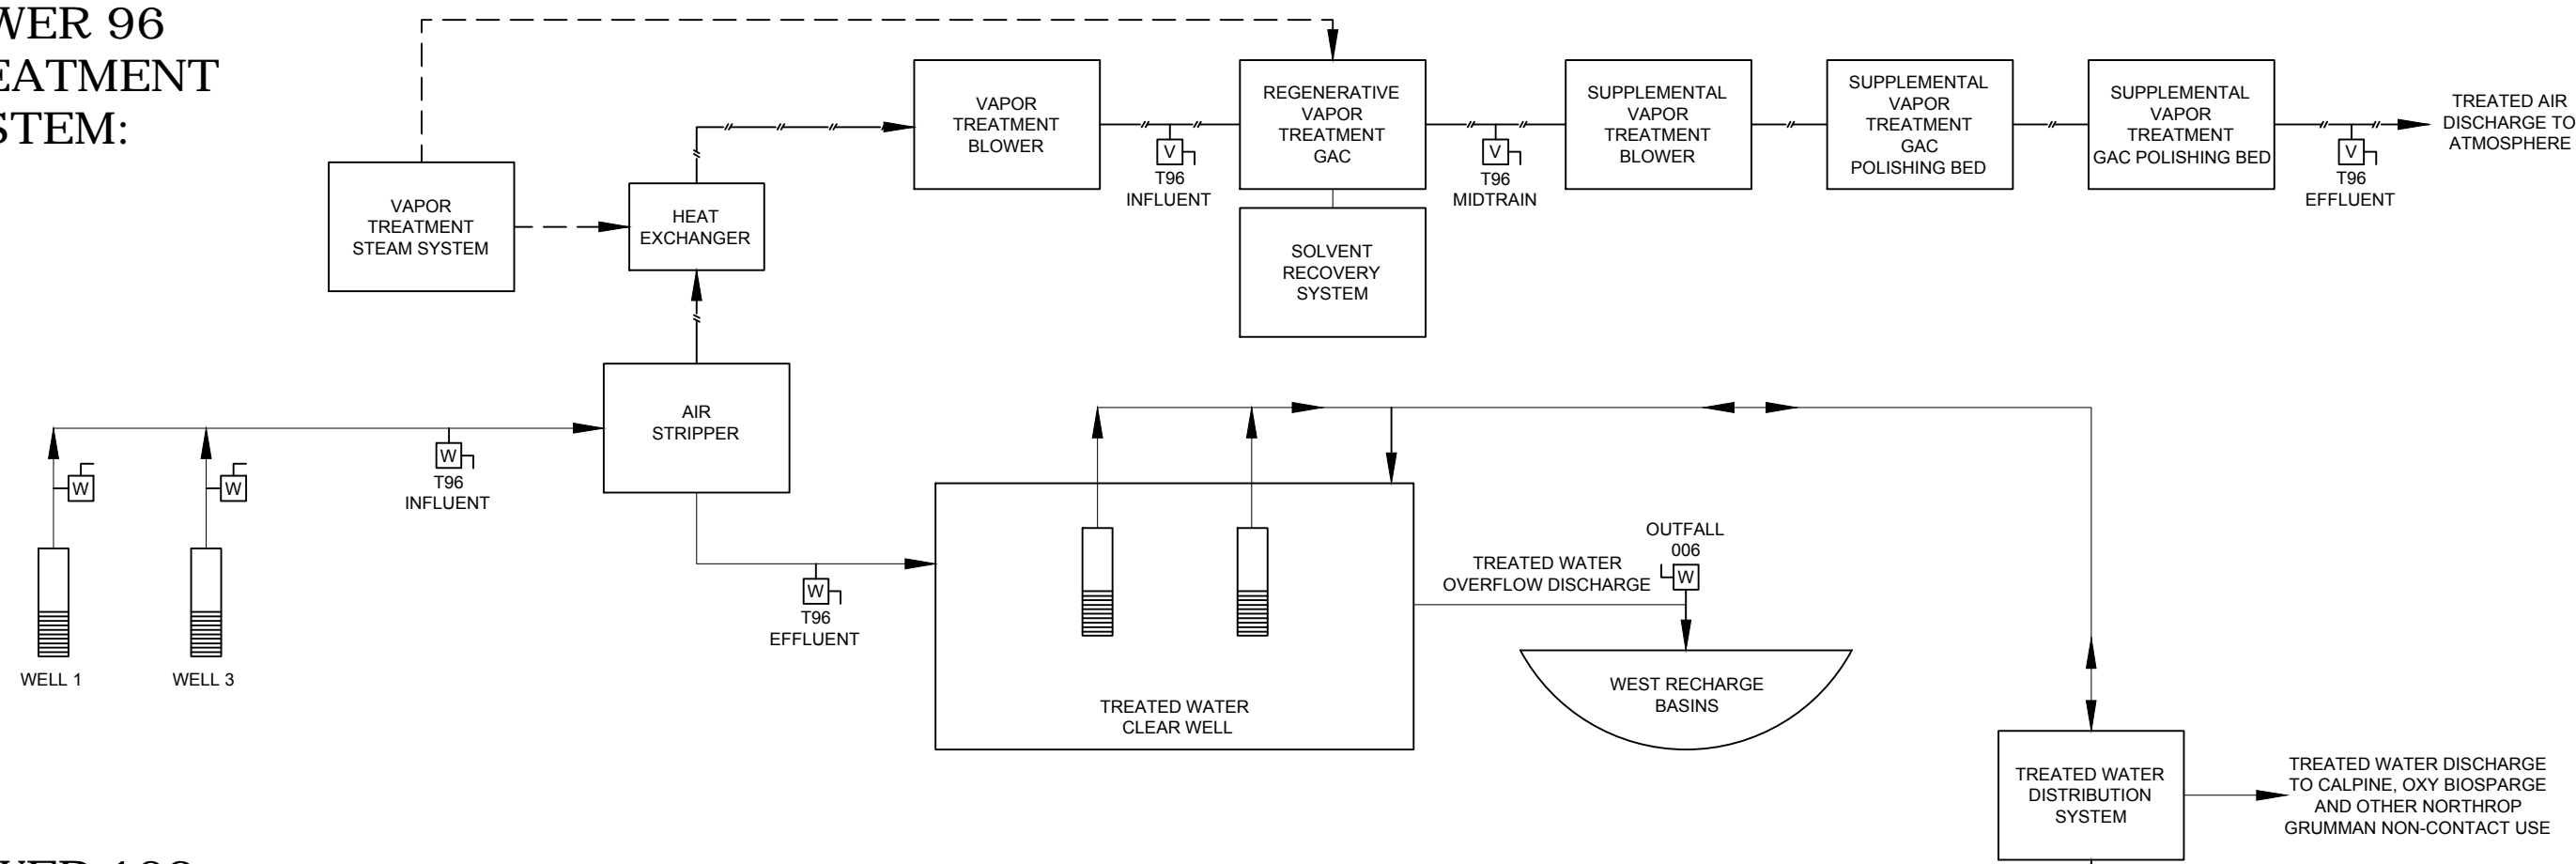 WER 96
EATMENT
STEM:
VAPOR
TREATMENT
STEAM SYSTEM
HEAT
EXCHANGER
VAPOR
TREATMENT
BLOWER
V
T96
INFLUENT
REGENERATIVE
VAPOR
TREATMENT
GAC
SOLVENT
RECOVERY
SYSTEM
V
T96
MIDTRAIN
SUPPLEMENTAL
VAPOR
TREATMENT
BLOWER
SUPPLEMENTAL
VAPOR
TREATMENT
GAC
POLISHING BED
SUPPLEMENTAL
VAPOR
TREATMENT
GAC POLISHING BED
V
T96
EFFLUENT
TREATED AIR
DISCHARGE TO
ATMOSPHERE
W
WELL 1
W
WELL 3
W
T96
INFLUENT
AIR
STRIPPER
W
T96
EFFLUENT
TREATED WATER
CLEAR WELL
TREATED WATER
OVERFLOW DISCHARGE
OUTFALL
006
W
WEST RECHARGE
BASINS
TREATED WATER
DISTRIBUTION
SYSTEM
TREATED WATER DISCHARGE
TO CALPINE, OXY BIOSPARGE
AND OTHER NORTHROP
GRUMMAN NON-CONTACT USE